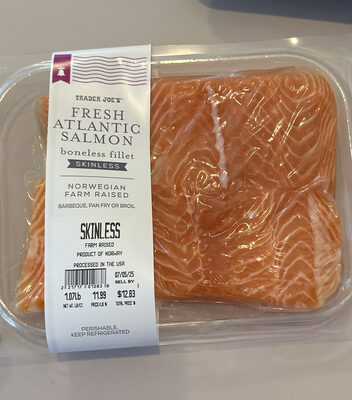 TRADER JOE'S
FRESH
ATLANTIC
SALMON
boneless fillet
SKINLESS
NORWEGIAN
FARM RAISED
BARBEQUE, PAN FRY OR BROIL
SKINLESS
FARM RAISED
PRODUCT OF NORWAY
PROCESSED IN THE USA
07/05/25
SELL BY
1.07lb 11.99 $12.83
NET WT. LB/CT. PRICE/LB $ TOTAL PRICE $
PERISHABLE,
KEEP REFRIGERATED.